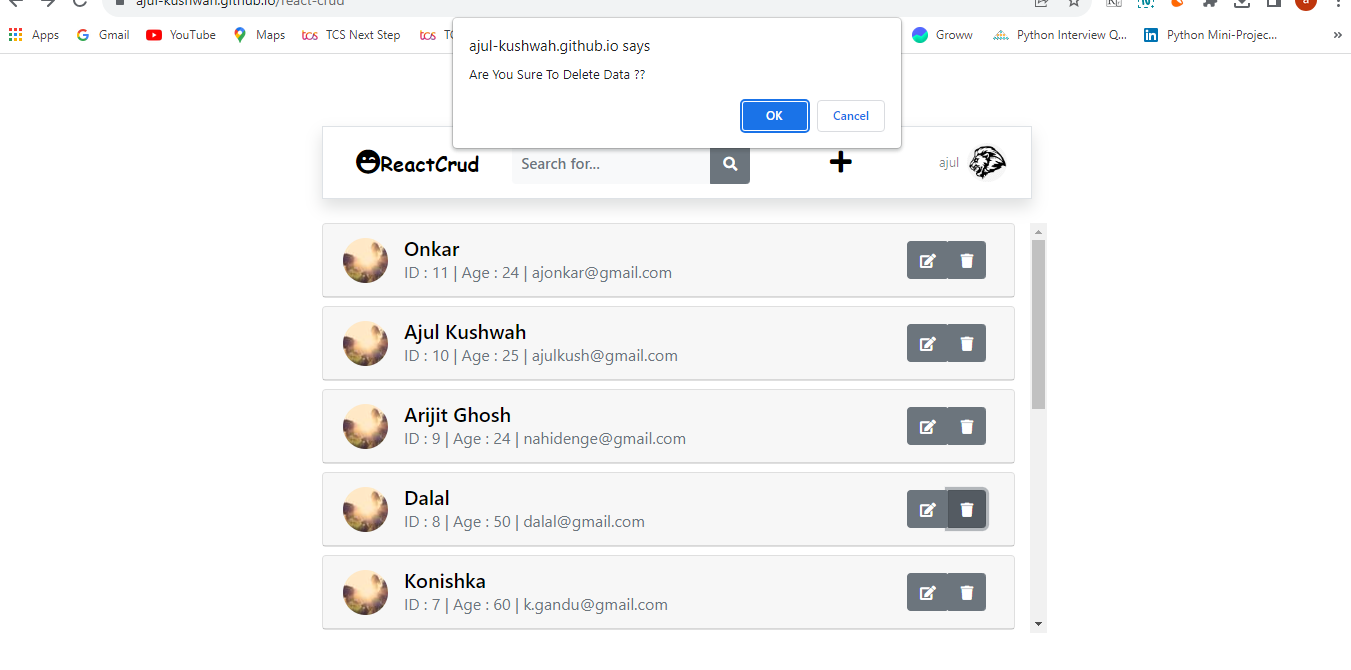 ajul-kushwah.github.io/react-crud
Apps Gmail YouTube Maps tcs TCS Next Step tcs Groww Python Interview Q... in Python Mini-Projec... »
ajul-kushwah.github.io says
Are You Sure To Delete Data ??
OK Cancel
ReactCrud Search for... ajul
Onkar
ID : 11 | Age : 24 | ajonkar@gmail.com
Ajul Kushwah
ID : 10 | Age : 25 | ajulkush@gmail.com
Arijit Ghosh
ID : 9 | Age : 24 | nahidenge@gmail.com
Dalal
ID : 8 | Age : 50 | dalal@gmail.com
Konishka
ID : 7 | Age : 60 | k.gandu@gmail.com